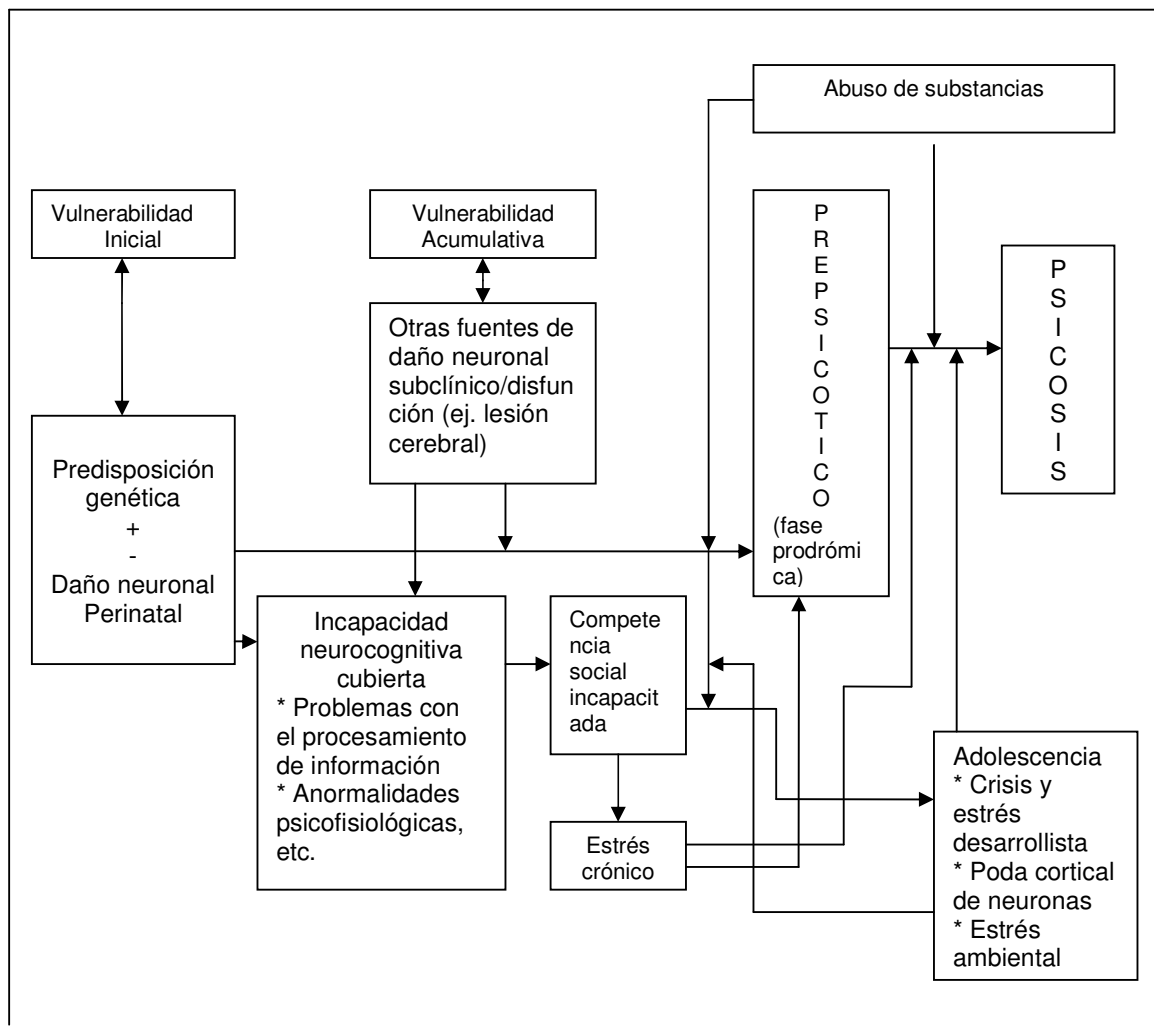 Abuso de substancias
Vulnerabilidad
Inicial
Vulnerabilidad
Acumulativa
P
R
E
P
S
I
C
O
T
I
C
O
(fase
prodrómi
ca)
P
S
I
C
O
S
I
S
Otras fuentes de
daño neuronal
subclínico/disfun
ción (ej. lesión
cerebral)
Predisposición
genética
+
-
Daño neuronal
Perinatal
Incapacidad
neurocognitiva
cubierta
* Problemas con
el procesamiento
de información
* Anormalidades
psicofisiológicas,
etc.
Compete
ncia
social
incapacit
ada
Estrés
crónico
Adolescencia
* Crisis y
estrés
desarrollista
* Poda cortical
de neuronas
* Estrés
ambiental